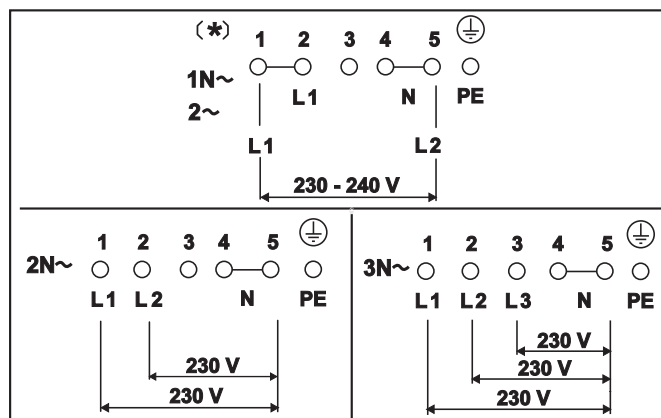 (*) 1 2 3 4 5
1N~ L1 N PE
2~
L1 L2
230 - 240 V
1 2 3 4 5
2N~
L1 L2 N PE
230 V
230 V
1 2 3 4 5
3N~
L1 L2 L3 N PE
230 V
230 V
230 V